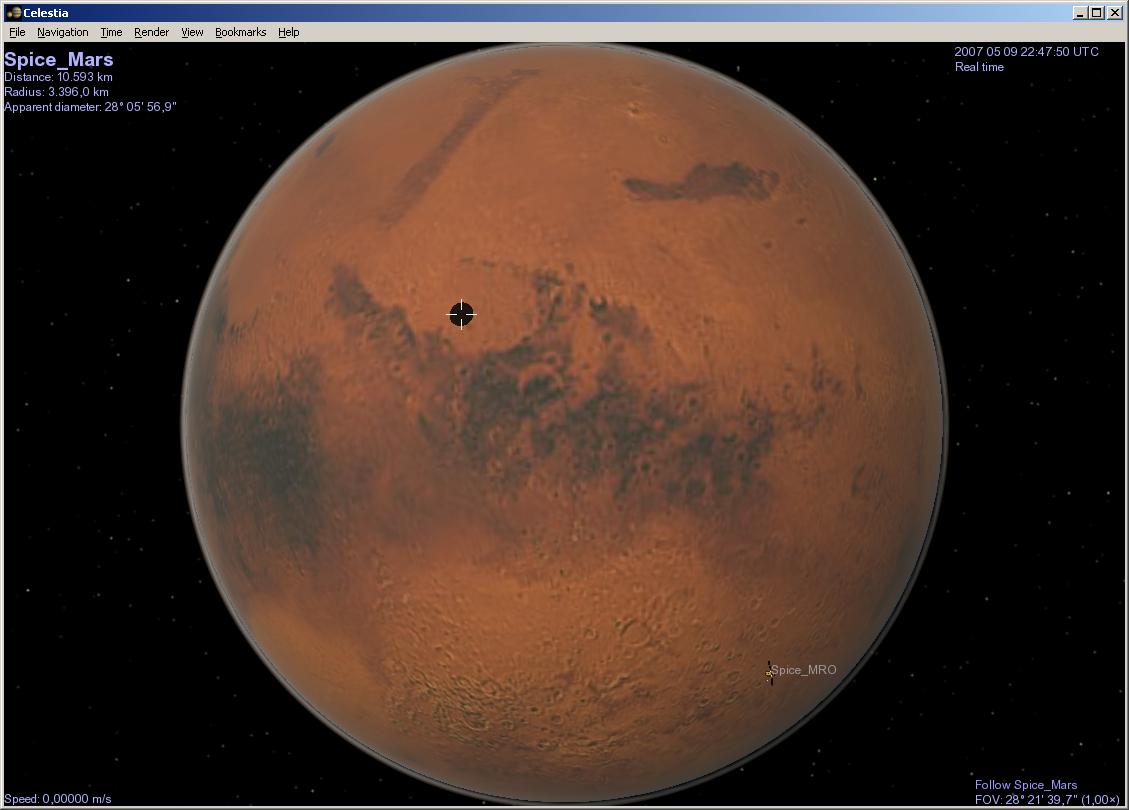 Celestia
File Navigation Time Render View Bookmarks Help
Spice_Mars
Distance: 10.593 km
Radius: 3.396,0 km
Apparent diameter: 28° 05' 56,9"
2007 05 09 22:47:50 UTC
Real time
Spice_MRO
Speed: 0,00000 m/s
Follow Spice_Mars
FOV: 28° 21' 39,7" (1,00×)